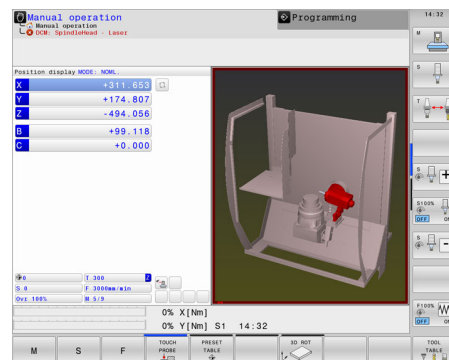 Manual operation
Programming
14:32
Manual operation
DCM: SpindleHead - Laser
M
Position display MODE: NOML.
S
X +311.653
Y +174.807
Z -494.056
T
B +99.118
C +0.000
S
S100%
OFF
S
0
T 300 Z
S 0
F 3000mm/min
Ovr 100%
M 5/9
0% X[Nm]
0% Y[Nm] S1 14:32
F100%
OFF
M
S
F
TOUCH PROBE
PRESET TABLE
3D ROT
TOOL TABLE